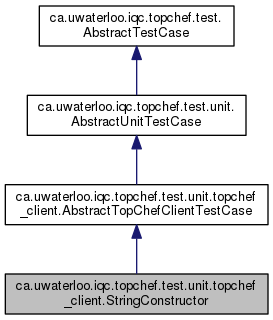 ca.uwaterloo.iqc.topchef.test.
AbstractTestCase
ca.uwaterloo.iqc.topchef.test.unit.
AbstractUnitTestCase
ca.uwaterloo.iqc.topchef.test.unit.topchef
_client.AbstractTopChefClientTestCase
ca.uwaterloo.iqc.topchef.test.unit.topchef
_client.StringConstructor